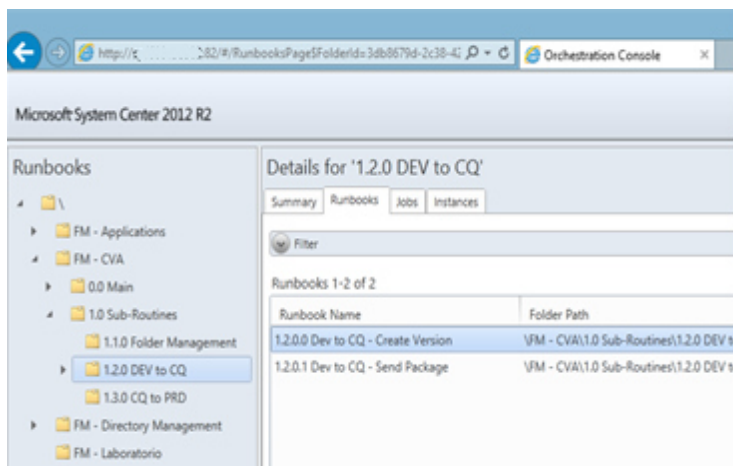 http:// :82/#/RunbooksPage$FolderId=3db8679d-2c38-42
Orchestration Console
Microsoft System Center 2012 R2
Runbooks
Details for '1.2.0 DEV to CQ'
Summary Runbooks Jobs Instances
\
FM - Applications
Filter
FM - CVA
0.0 Main
Runbooks 1-2 of 2
1.0 Sub-Routines
Runbook Name Folder Path
1.1.0 Folder Management
1.2.0.0 Dev to CQ - Create Version \FM - CVA\1.0 Sub-Routines\1.2.0 DEV t
1.2.0 DEV to CQ
1.2.0.1 Dev to CQ - Send Package \FM - CVA\1.0 Sub-Routines\1.2.0 DEV t
1.3.0 CQ to PRD
FM - Directory Management
FM - Laboratorio